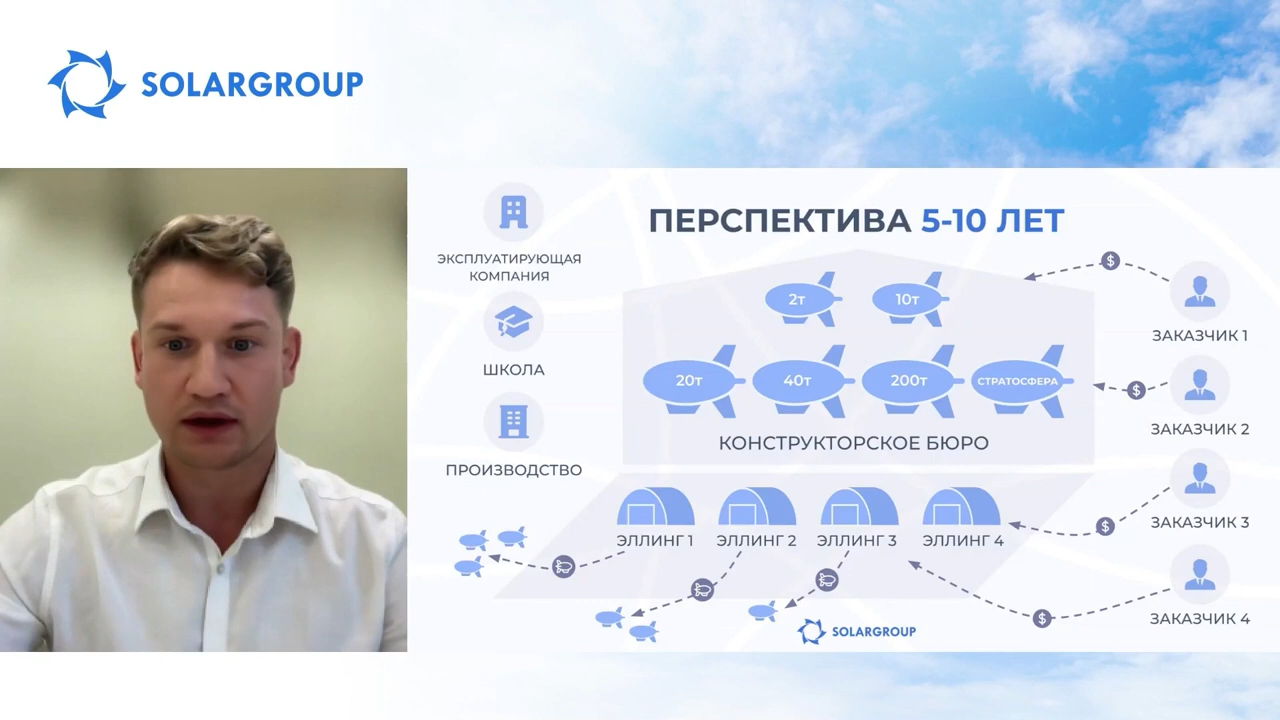 SOLARGROUP
ПЕРСПЕКТИВА 5-10 ЛЕТ
ЭКСПЛУАТИРУЮЩАЯ
КОМПАНИЯ
ШКОЛА
ПРОИЗВОДСТВО
2т
10т
20т
40т
200т
СТРАТОСФЕРА
КОНСТРУКТОРСКОЕ БЮРО
ЭЛЛИНГ 1
ЭЛЛИНГ 2
ЭЛЛИНГ 3
ЭЛЛИНГ 4
$
ЗАКАЗЧИК 1
$
ЗАКАЗЧИК 2
$
ЗАКАЗЧИК 3
$
ЗАКАЗЧИК 4
SOLARGROUP